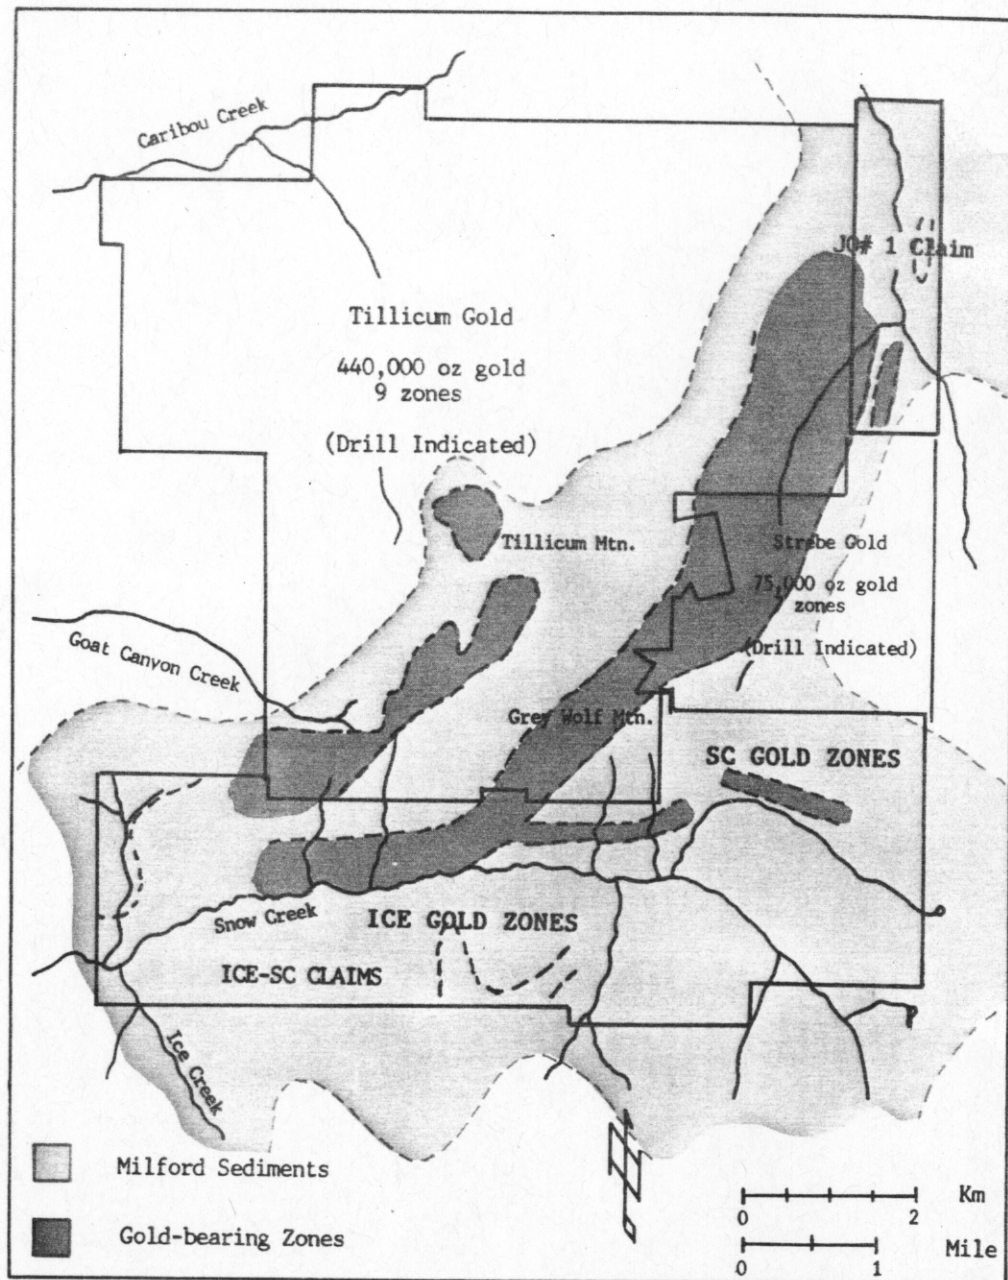 Caribou Creek
JO# 1 Claim
Tillicum Gold
440,000 oz gold
9 zones
(Drill Indicated)
Tillicum Mtn.
Strebe Gold
75,000 oz gold
zones
(Drill Indicated)
Goat Canyon Creek
Grey Wolf Mtn.
SC GOLD ZONES
Snow Creek
ICE GOLD ZONES
ICE-SC CLAIMS
Ice Creek
Milford Sediments
Gold-bearing Zones
Km
0 2
Mile
0 1